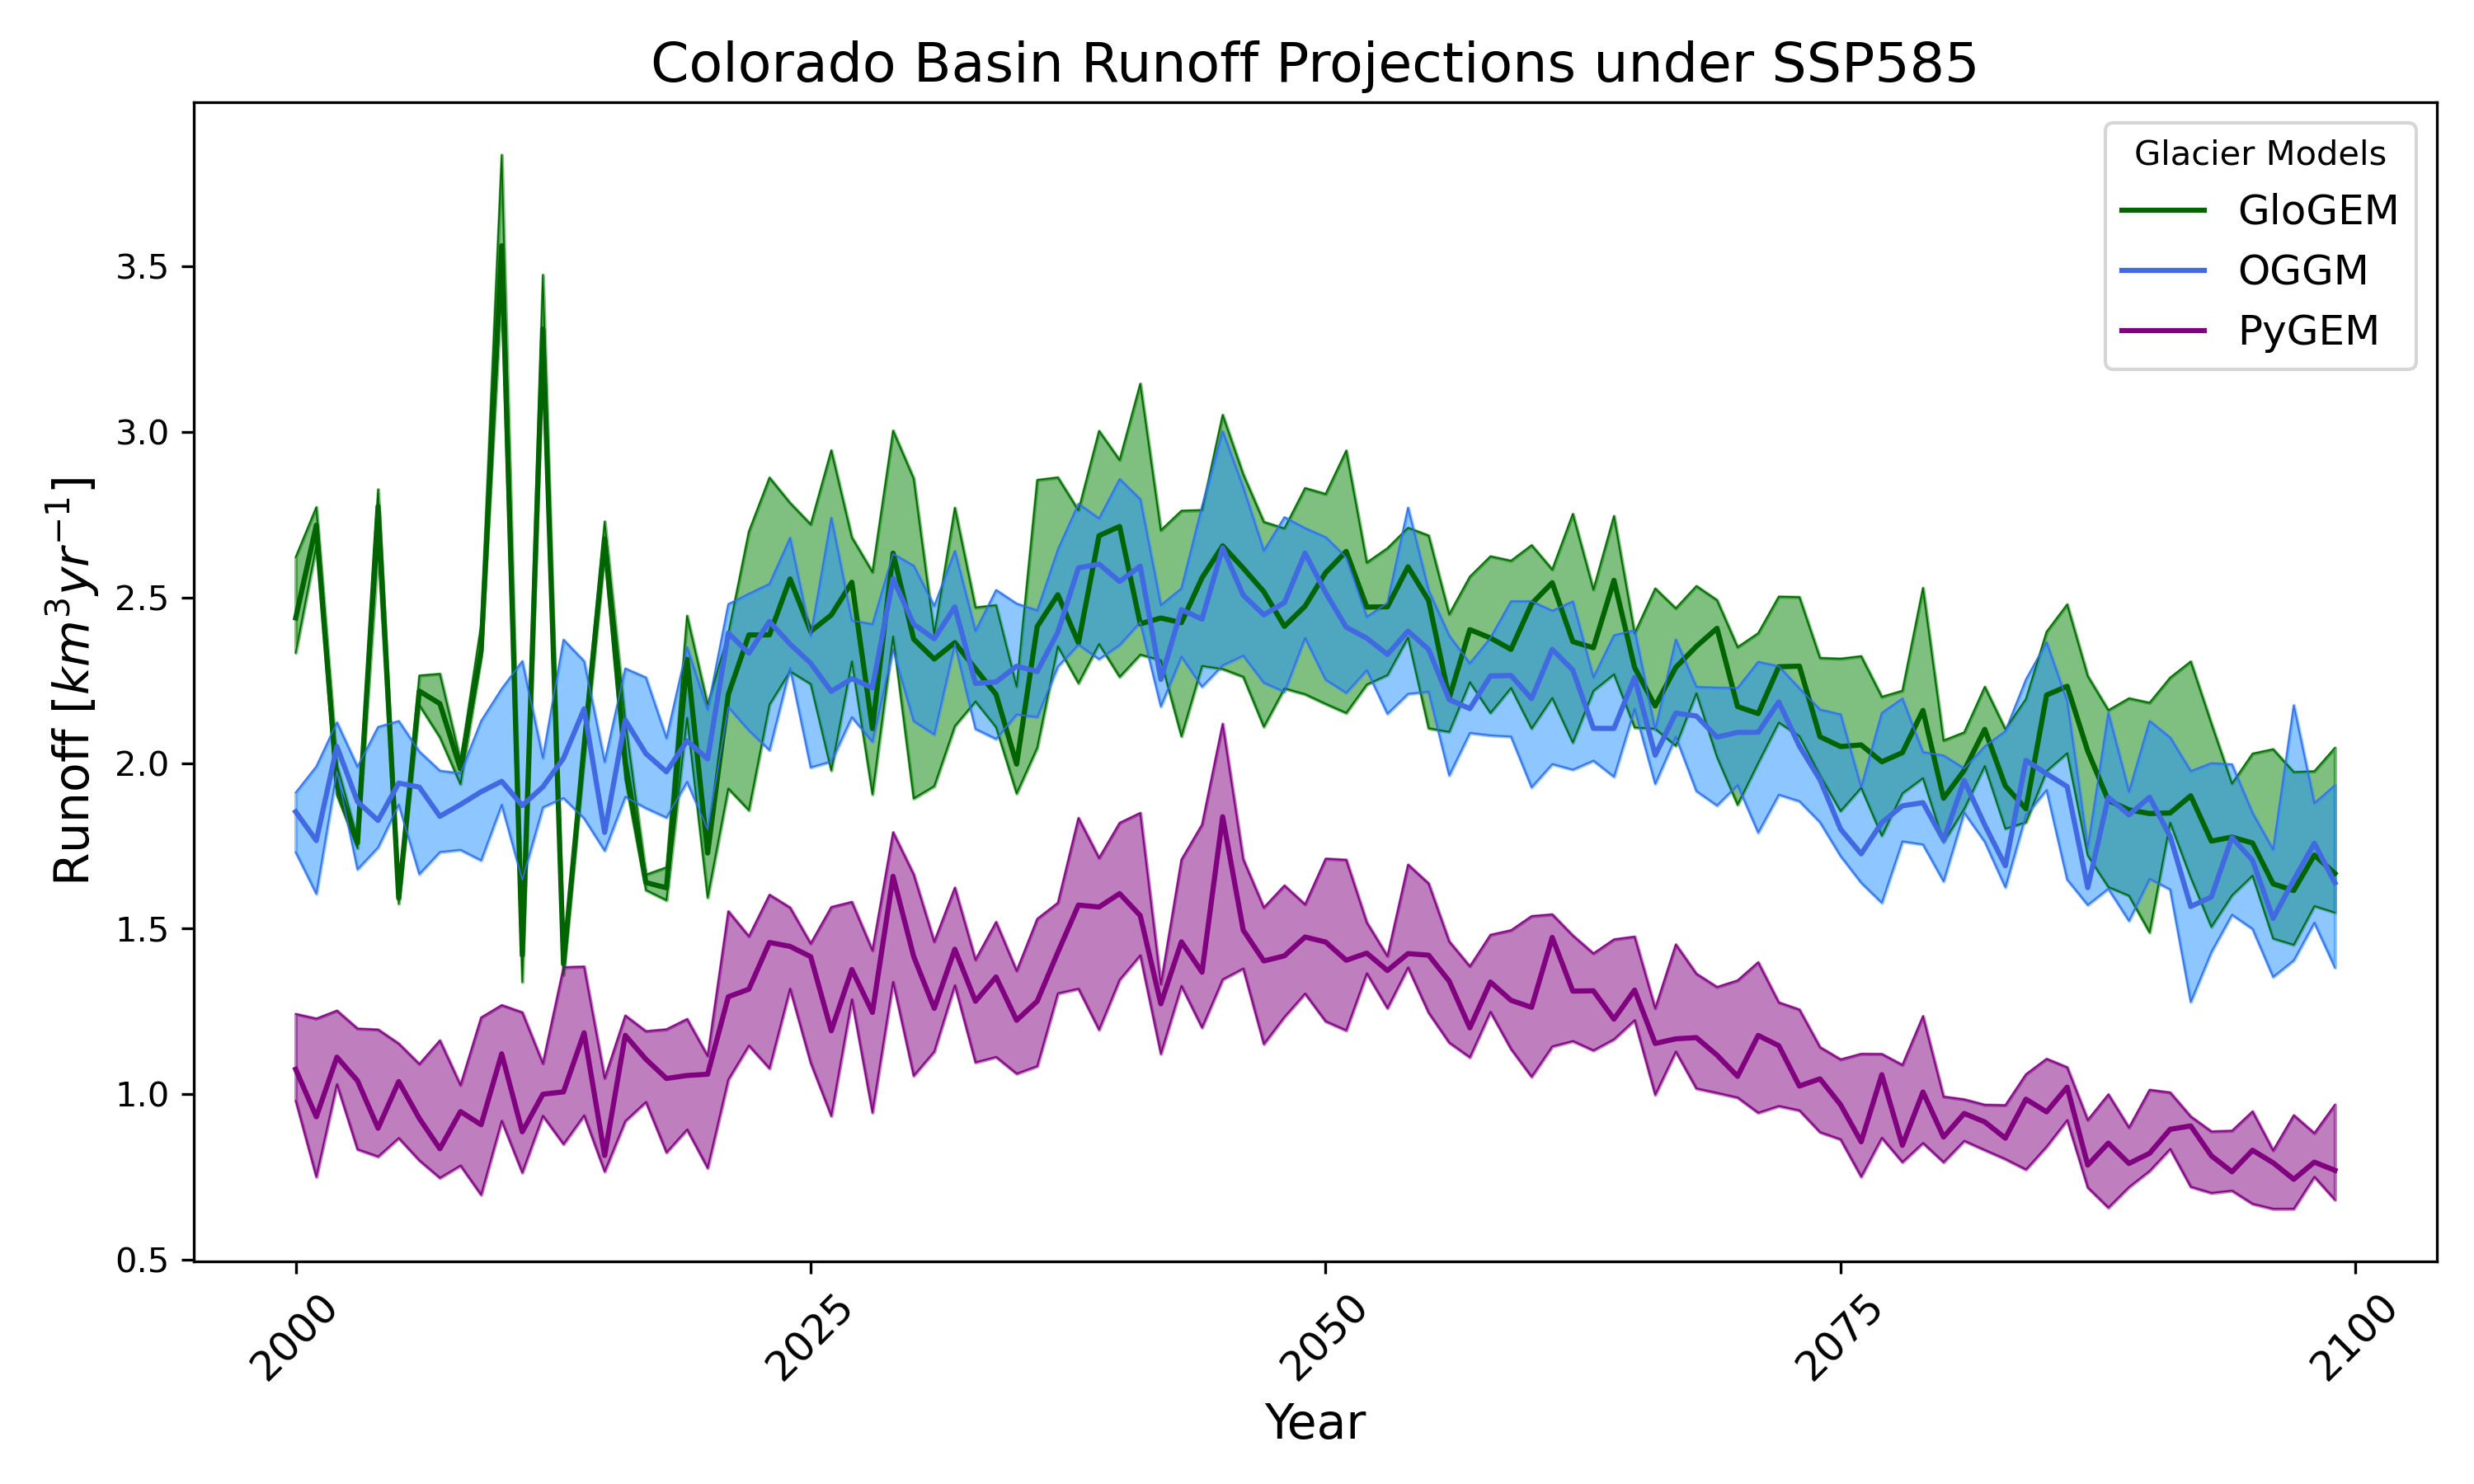 Colorado Basin Runoff Projections under SSP585
Glacier Models
GloGEM
OGGM
PyGEM
Runoff [km³yr⁻¹]
3.5
3.0
2.5
2.0
1.5
1.0
0.5
2000
2025
2050
2075
2100
Year